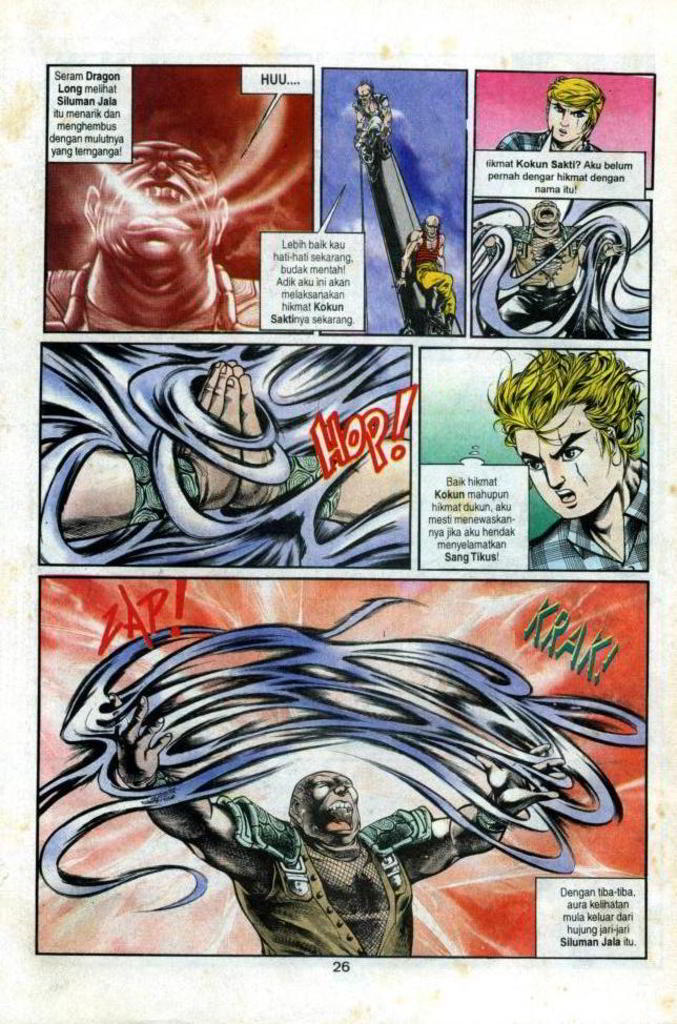 Seram Dragon
Long melihat
Siluman Jala
itu menarik dan
menghembus
dengan mulutnya
yang ternganga!
HUU....
Lebih baik kau
hati-hati sekarang,
budak mentah!
Adik aku ini akan
melaksanakan
hikmat Kokun
Saktinya sekarang.
Hikmat Kokun Sakti? Aku belum
pernah dengar hikmat dengan
nama itu!
HOP!
Baik hikmat
Kokun mahupun
hikmat dukun, aku
mesti menewaskan-
nya jika aku hendak
menyelamatkan
Sang Tikus!
ZAP!
KRAK!
Dengan tiba-tiba,
aura kelihatan
mula keluar dari
hujung jari-jari
Siluman Jala itu.
26